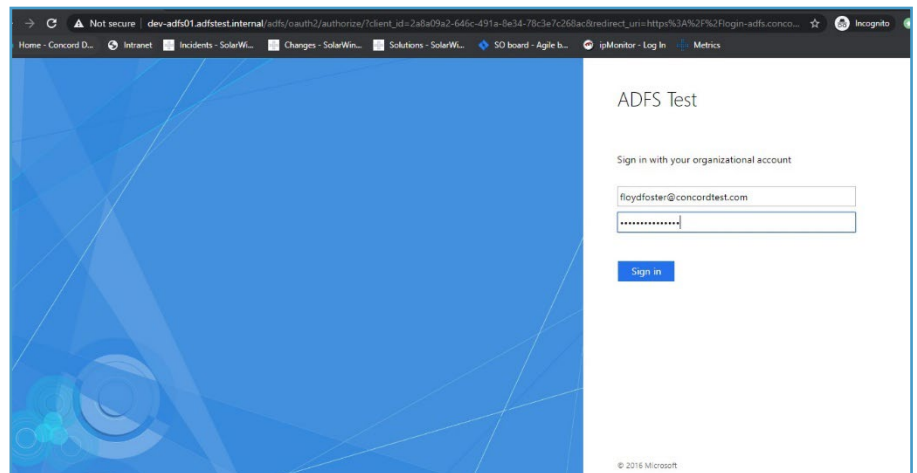 Not secure | dev-adfs01.adfstest.internal/adfs/oauth2/authorize/?client_id=2a8a09a2-646c-491a-8e34-78c3e7c268ac&redirect_uri=https%3A%2F%2Flogin-adfs.conco... Incognito
Home - Concord D... Intranet Incidents - SolarWi... Changes - SolarWin... Solutions - SolarWi... SO board - Agile b... ipMonitor - Log In Metrics
ADFS Test
Sign in with your organizational account
floydfoster@concordtest.com
•••••••••••••••
Sign in
© 2016 Microsoft